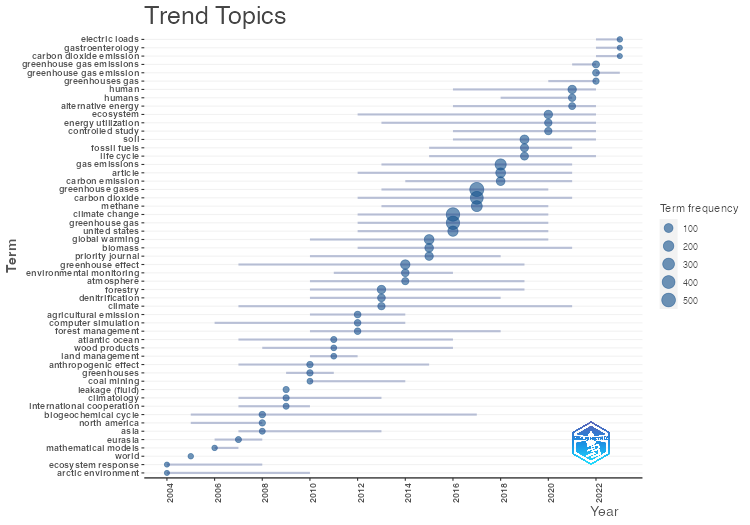 Trend Topics
electric loads
gastroenterology
carbon dioxide emission
greenhouse gas emissions
greenhouse gas emission
greenhouses gas
human
humans
alternative energy
ecosystem
energy utilization
controlled study
soil
fossil fuels
life cycle
gas emissions
article
carbon emission
greenhouse gases
carbon dioxide
methane
climate change
greenhouse gas
united states
global warming
biomass
priority journal
greenhouse effect
environmental monitoring
atmosphere
forestry
denitrification
climate
agricultural emission
computer simulation
forest management
atlantic ocean
wood products
land management
anthropogenic effect
greenhouses
coal mining
leakage (fluid)
climatology
international cooperation
biogeochemical cycle
north america
asia
eurasia
mathematical models
world
ecosystem response
arctic environment
Term
2004
2006
2008
2010
2012
2014
2016
2018
2020
2022
Year
Term frequency
100
200
300
400
500